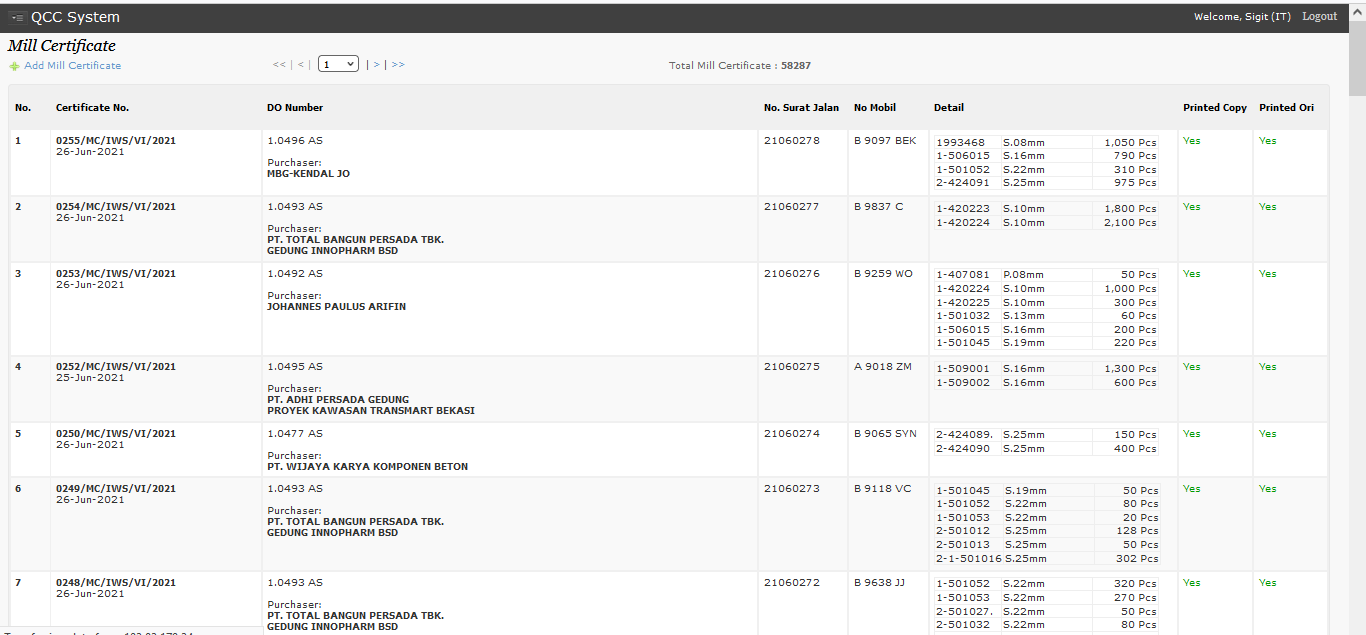 QCC System
Welcome, Sigit (IT) Logout
Mill Certificate
Add Mill Certificate
<< | < | 1 | > | >>
Total Mill Certificate : 58287
No. Certificate No. DO Number No. Surat Jalan No Mobil Detail Printed Copy Printed Ori
1 0255/MC/IWS/VI/2021 1.0496 AS 21060278 B 9097 BEK 1993468 S.08mm 1,050 Pcs Yes Yes
26-Jun-2021 1-506015 S.16mm 790 Pcs
Purchaser: 1-501052 S.22mm 310 Pcs
MBG-KENDAL JO 2-424091 S.25mm 975 Pcs
2 0254/MC/IWS/VI/2021 1.0493 AS 21060277 B 9837 C 1-420223 S.10mm 1,800 Pcs Yes Yes
26-Jun-2021 1-420224 S.10mm 2,100 Pcs
Purchaser:
PT. TOTAL BANGUN PERSADA TBK.
GEDUNG INNOPHARM BSD
3 0253/MC/IWS/VI/2021 1.0492 AS 21060276 B 9259 WO 1-407081 P.08mm 50 Pcs Yes Yes
26-Jun-2021 1-420224 S.10mm 1,000 Pcs
Purchaser: 1-420225 S.10mm 300 Pcs
JOHANNES PAULUS ARIFIN 1-501032 S.13mm 60 Pcs
1-506015 S.16mm 200 Pcs
1-501045 S.19mm 220 Pcs
4 0252/MC/IWS/VI/2021 1.0495 AS 21060275 A 9018 ZM 1-509001 S.16mm 1,300 Pcs Yes Yes
25-Jun-2021 1-509002 S.16mm 600 Pcs
Purchaser:
PT. ADHI PERSADA GEDUNG
PROYEK KAWASAN TRANSMART BEKASI
5 0250/MC/IWS/VI/2021 1.0477 AS 21060274 B 9065 SYN 2-424089. S.25mm 150 Pcs Yes Yes
26-Jun-2021 2-424090 S.25mm 400 Pcs
Purchaser:
PT. WIJAYA KARYA KOMPONEN BETON
6 0249/MC/IWS/VI/2021 1.0493 AS 21060273 B 9118 VC 1-501045 S.19mm 50 Pcs Yes Yes
26-Jun-2021 1-501052 S.22mm 80 Pcs
Purchaser: 1-501053 S.22mm 20 Pcs
PT. TOTAL BANGUN PERSADA TBK. 2-501012 S.25mm 128 Pcs
GEDUNG INNOPHARM BSD 2-501013 S.25mm 50 Pcs
2-1-501016 S.25mm 302 Pcs
7 0248/MC/IWS/VI/2021 1.0493 AS 21060272 B 9638 JJ 1-501052 S.22mm 320 Pcs Yes Yes
26-Jun-2021 1-501053 S.22mm 270 Pcs
Purchaser: 2-501027. S.25mm 50 Pcs
PT. TOTAL BANGUN PERSADA TBK. 2-501032 S.22mm 80 Pcs
GEDUNG INNOPHARM BSD